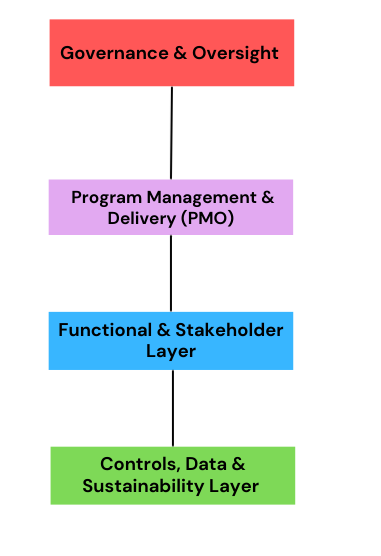 Governance & Oversight
Program Management &
Delivery (PMO)
Functional & Stakeholder
Layer
Controls, Data &
Sustainability Layer